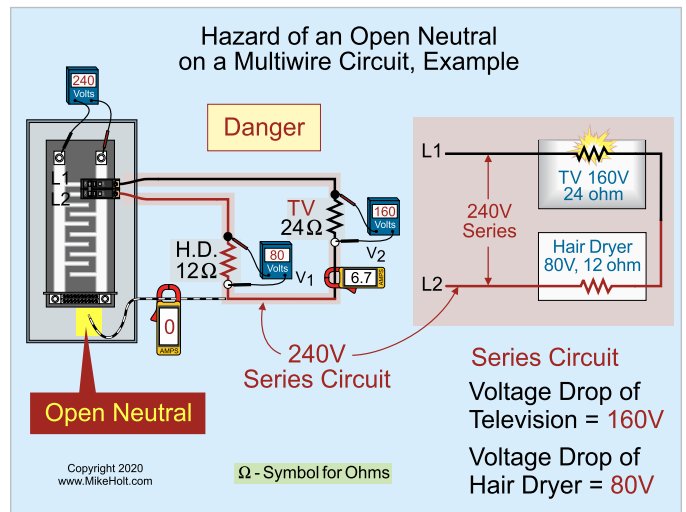 Hazard of an Open Neutral
on a Multiwire Circuit, Example
240
Volts
Danger
L1
L2
H.D.
12Ω
80
Volts
V1
TV
24Ω
160
Volts
V2
6.7
AMPS
0
AMPS
Open Neutral
240V
Series Circuit
L1
TV 160V
24 ohm
240V
Series
Hair Dryer
80V, 12 ohm
L2
Series Circuit
Voltage Drop of
Television = 160V
Voltage Drop of
Hair Dryer = 80V
Copyright 2020
www.MikeHolt.com
Ω - Symbol for Ohms